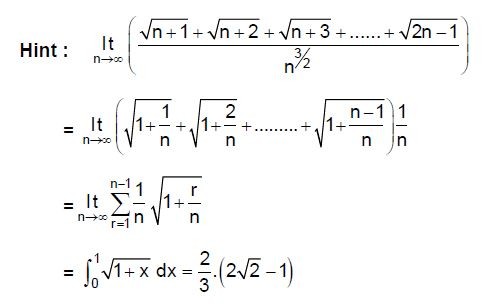 Hint : lt n→∞ ( (√(n+1) + √(n+2) + √(n+3) + ...... + √(2n−1)) / n^(3/2) )
= lt n→∞ ( √(1+1/n) + √(1+2/n) + ......... + √(1+(n−1)/n) ) 1/n
= lt n→∞ ∑_{r=1}^{n−1} 1/n √(1+r/n)
= ∫₀¹ √(1+x) dx = 2/3.(2√2 −1)